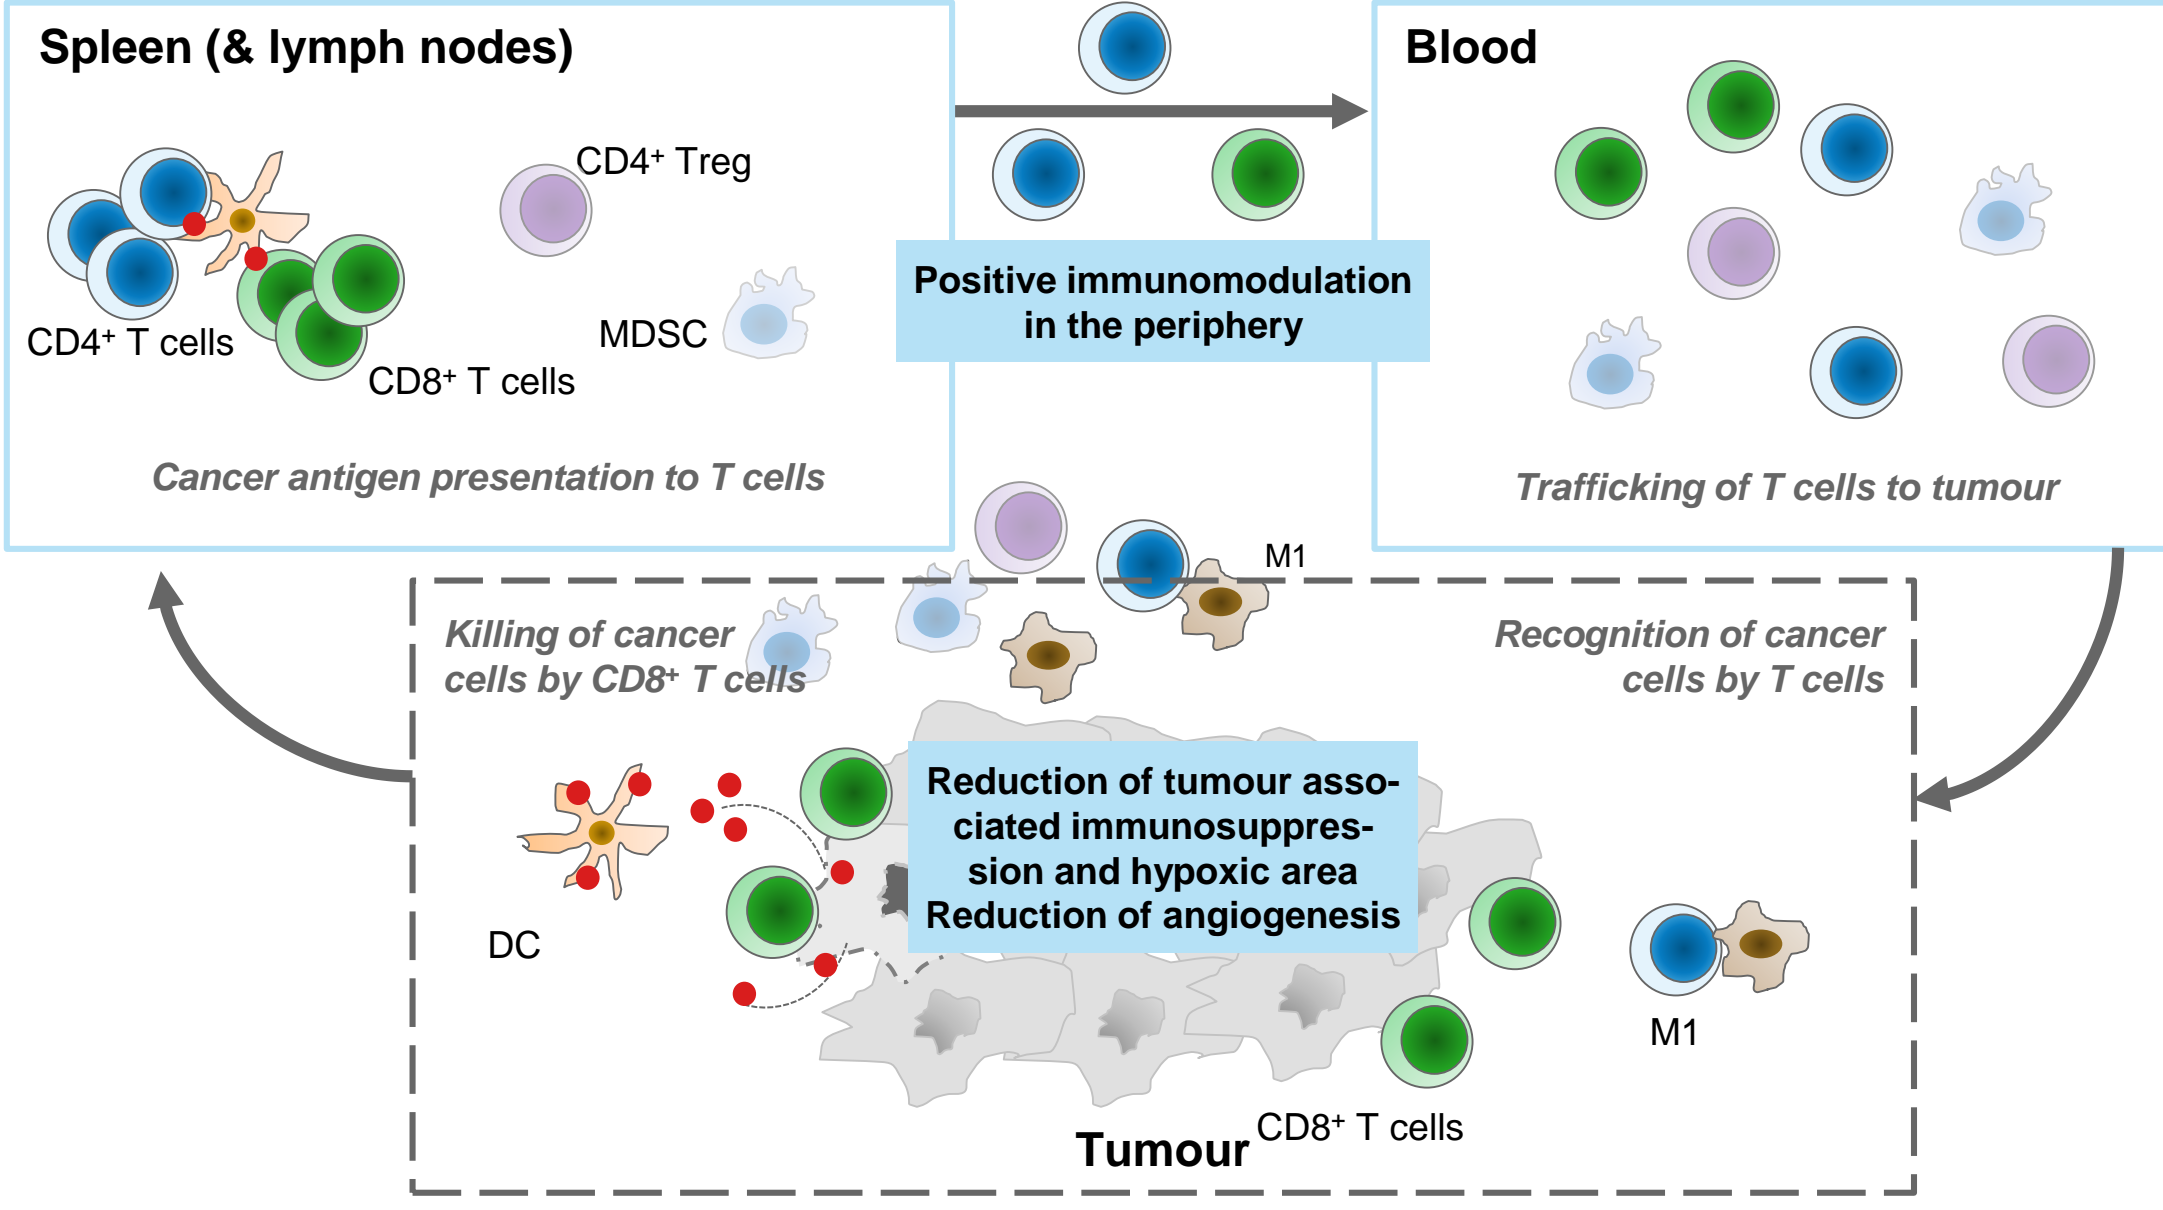 Spleen (& lymph nodes)
CD4⁺ Treg
CD4⁺ T cells
MDSC
CD8⁺ T cells
Cancer antigen presentation to T cells
Positive immunomodulation
in the periphery
Blood
Trafficking of T cells to tumour
M1
Killing of cancer
cells by CD8⁺ T cells
Recognition of cancer
cells by T cells
Reduction of tumour asso-
ciated immunosuppres-
sion and hypoxic area
Reduction of angiogenesis
DC
M1
CD8⁺ T cells
Tumour